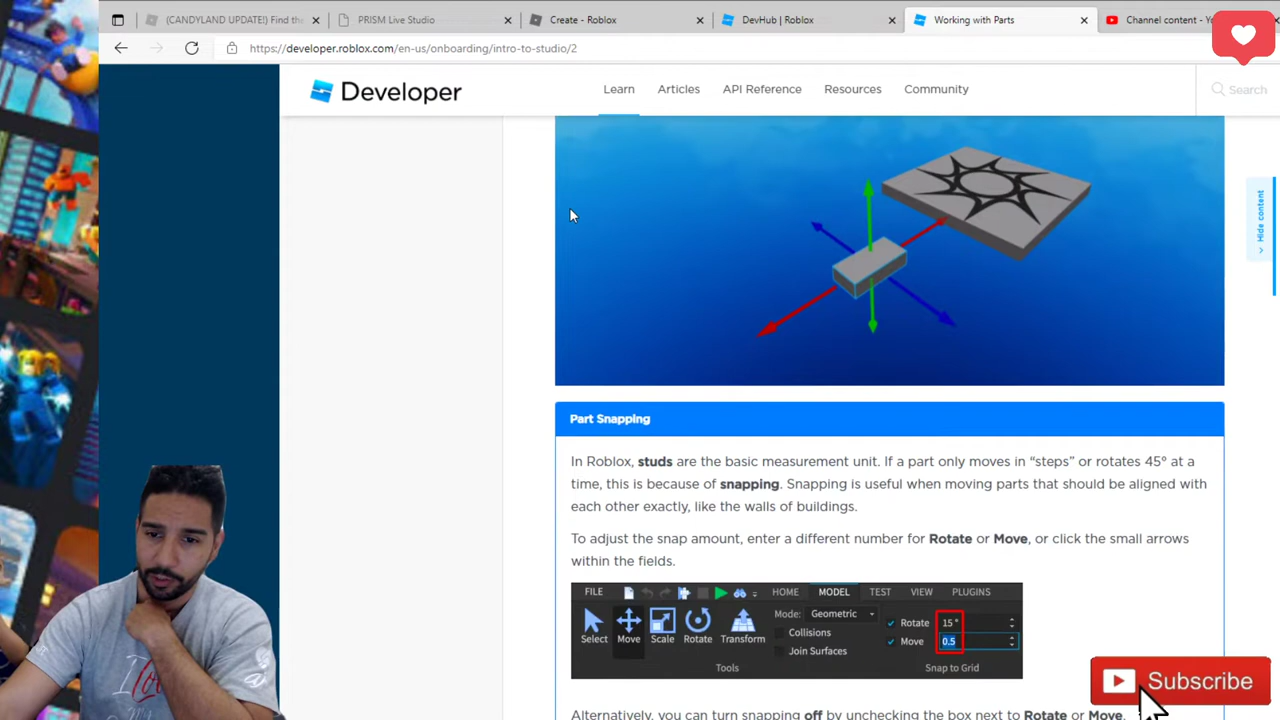 (CANDYLAND UPDATE!) Find the
PRISM Live Studio
Create - Roblox
DevHub | Roblox
Working with Parts
Channel content - Y
https://developer.roblox.com/en-us/onboarding/intro-to-studio/2
Developer
Learn
Articles
API Reference
Resources
Community
Search
Hide content
Part Snapping
In Roblox, studs are the basic measurement unit. If a part only moves in “steps” or rotates 45º at a
time, this is because of snapping. Snapping is useful when moving parts that should be aligned with
each other exactly, like the walls of buildings.
To adjust the snap amount, enter a different number for Rotate or Move, or click the small arrows
within the fields.
FILE
HOME
MODEL
TEST
VIEW
PLUGINS
Select
Move
Scale
Rotate
Transform
Mode: Geometric
Collisions
Join Surfaces
Rotate 15 °
Move 0.5
Tools
Snap to Grid
Alternatively, you can turn snapping off by unchecking the box next to Rotate or Move.
I L
Subscribe